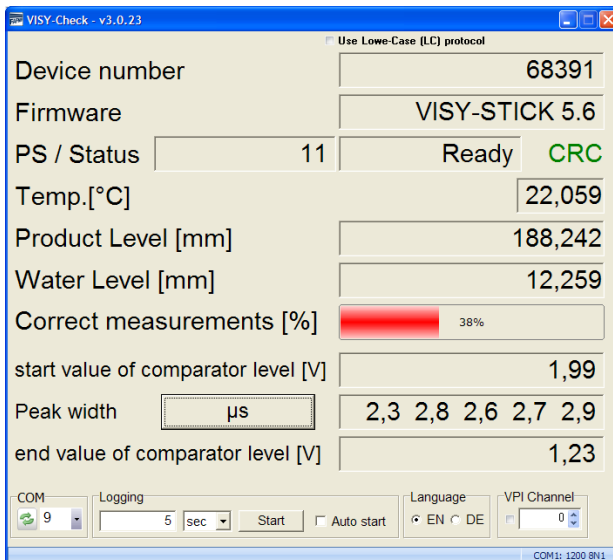 VISY-Check - v3.0.23
Use Lowe-Case (LC) protocol
Device number 68391
Firmware VISY-STICK 5.6
PS / Status 11 Ready CRC
Temp.[°C] 22,059
Product Level [mm] 188,242
Water Level [mm] 12,259
Correct measurements [%] 38%
start value of comparator level [V] 1,99
Peak width µs 2,3 2,8 2,6 2,7 2,9
end value of comparator level [V] 1,23
COM Logging Language VPI Channel
9 5 sec Start Auto start EN DE 0
COM1: 1200 8N1